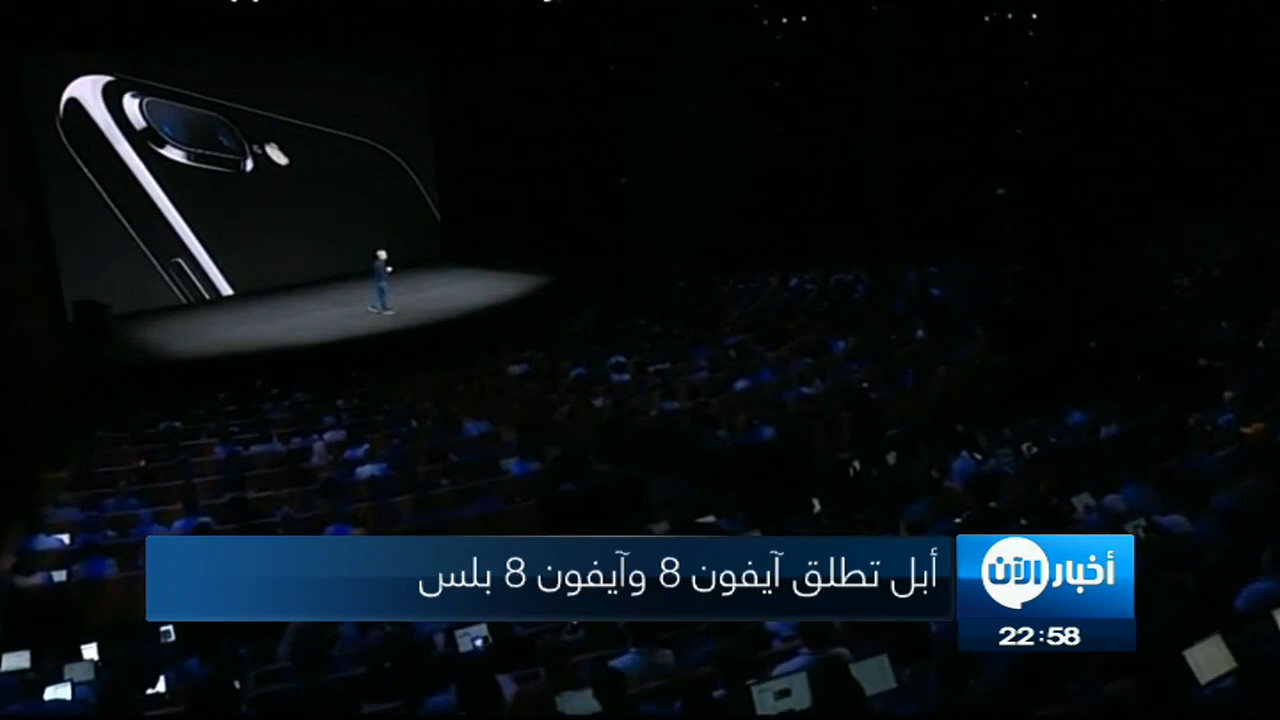 أبل تطلق آيفون 8 وآيفون 8 بلس
أخبار الآن
22:58